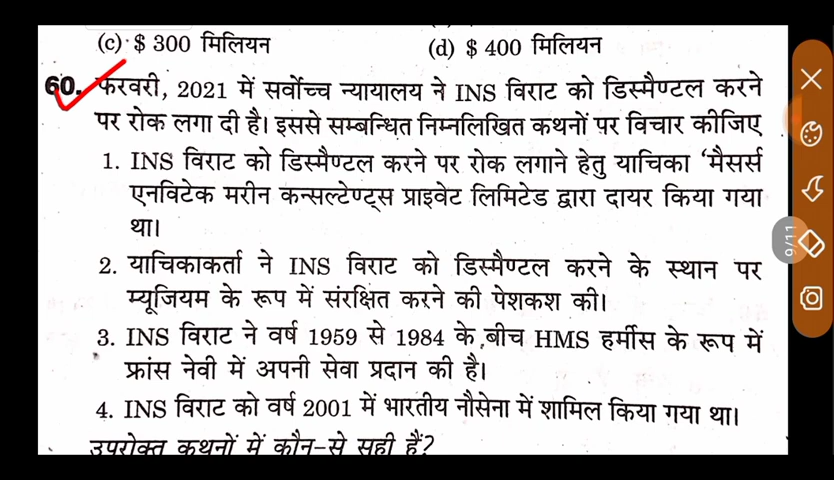 (c) $ 300 मिलियन
(d) $ 400 मिलियन
60. फरवरी, 2021 में सर्वोच्च न्यायालय ने INS विराट को डिस्मैण्टल करने
पर रोक लगा दी है। इससे सम्बन्धित निम्नलिखित कथनों पर विचार कीजिए
1. INS विराट को डिस्मैण्टल करने पर रोक लगाने हेतु याचिका ‘मैसर्स
एनविटेक मरीन कन्सल्टेण्ट्स प्राइवेट लिमिटेड द्वारा दायर किया गया
था।
2. याचिकाकर्ता ने INS विराट को डिस्मैण्टल करने के स्थान पर
म्यूजियम के रूप में संरक्षित करने की पेशकश की।
3. INS विराट ने वर्ष 1959 से 1984 के बीच HMS हर्मीस के रूप में
फ्रांस नेवी में अपनी सेवा प्रदान की है।
4. INS विराट को वर्ष 2001 में भारतीय नौसेना में शामिल किया गया था।
उपरोक्त कथनों में कौन-से सही हैं?
9/11